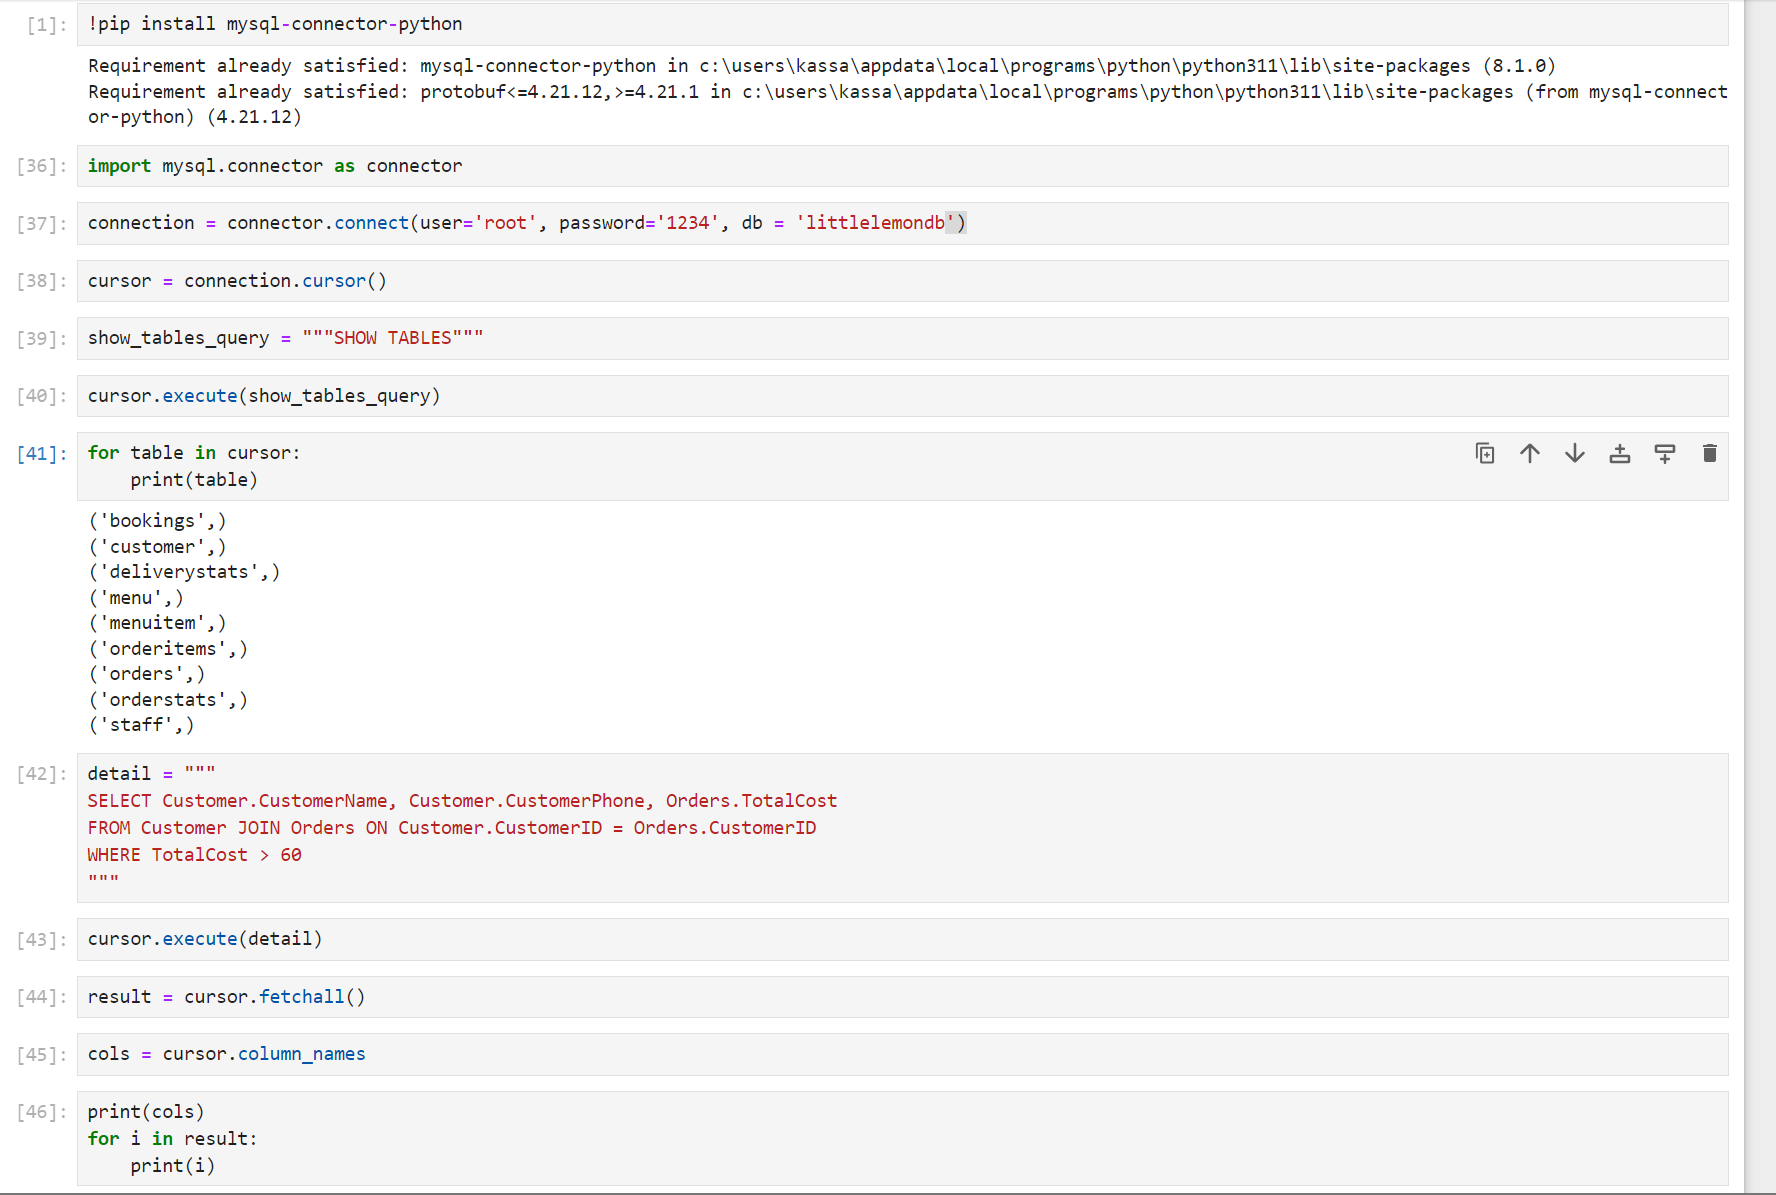 [1]: !pip install mysql-connector-python
Requirement already satisfied: mysql-connector-python in c:\users\kassa\appdata\local\programs\python\python311\lib\site-packages (8.1.0)
Requirement already satisfied: protobuf<=4.21.12,>=4.21.1 in c:\users\kassa\appdata\local\programs\python\python311\lib\site-packages (from mysql-connect
or-python) (4.21.12)
[36]: import mysql.connector as connector
[37]: connection = connector.connect(user='root', password='1234', db = 'littlelemondb')
[38]: cursor = connection.cursor()
[39]: show_tables_query = """SHOW TABLES"""
[40]: cursor.execute(show_tables_query)
[41]: for table in cursor:
    print(table)
('bookings',)
('customer',)
('deliverystats',)
('menu',)
('menuitem',)
('orderitems',)
('orders',)
('orderstats',)
('staff',)
[42]: detail = """
SELECT Customer.CustomerName, Customer.CustomerPhone, Orders.TotalCost
FROM Customer JOIN Orders ON Customer.CustomerID = Orders.CustomerID
WHERE TotalCost > 60
"""
[43]: cursor.execute(detail)
[44]: result = cursor.fetchall()
[45]: cols = cursor.column_names
[46]: print(cols)
for i in result:
    print(i)